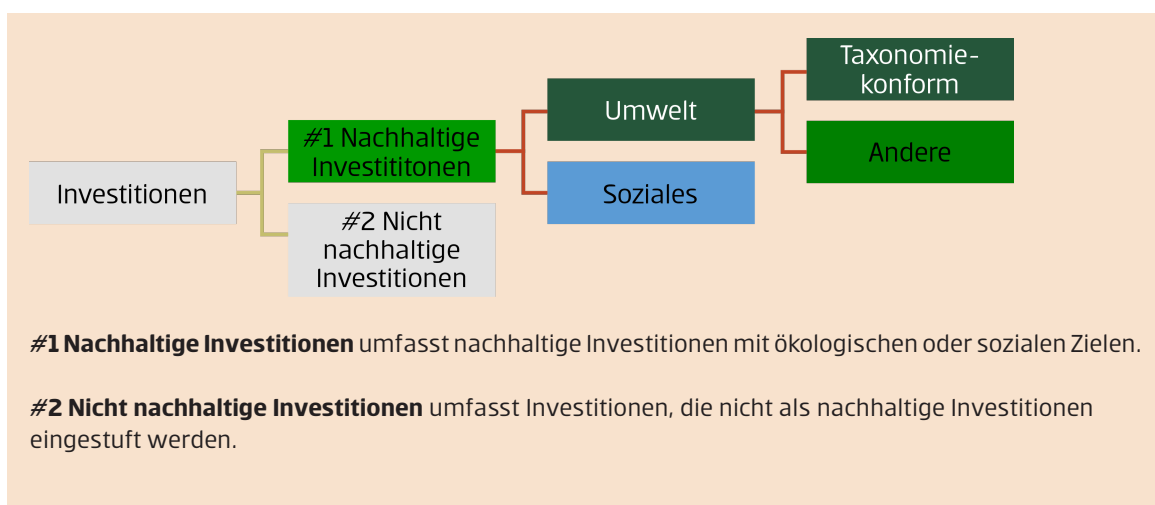 Investitionen
#1 Nachhaltige
Investititonen
#2 Nicht
nachhaltige
Investitionen
Umwelt
Soziales
Taxonomie-
konform
Andere
#1 Nachhaltige Investitionen umfasst nachhaltige Investitionen mit ökologischen oder sozialen Zielen.
#2 Nicht nachhaltige Investitionen umfasst Investitionen, die nicht als nachhaltige Investitionen
eingestuft werden.